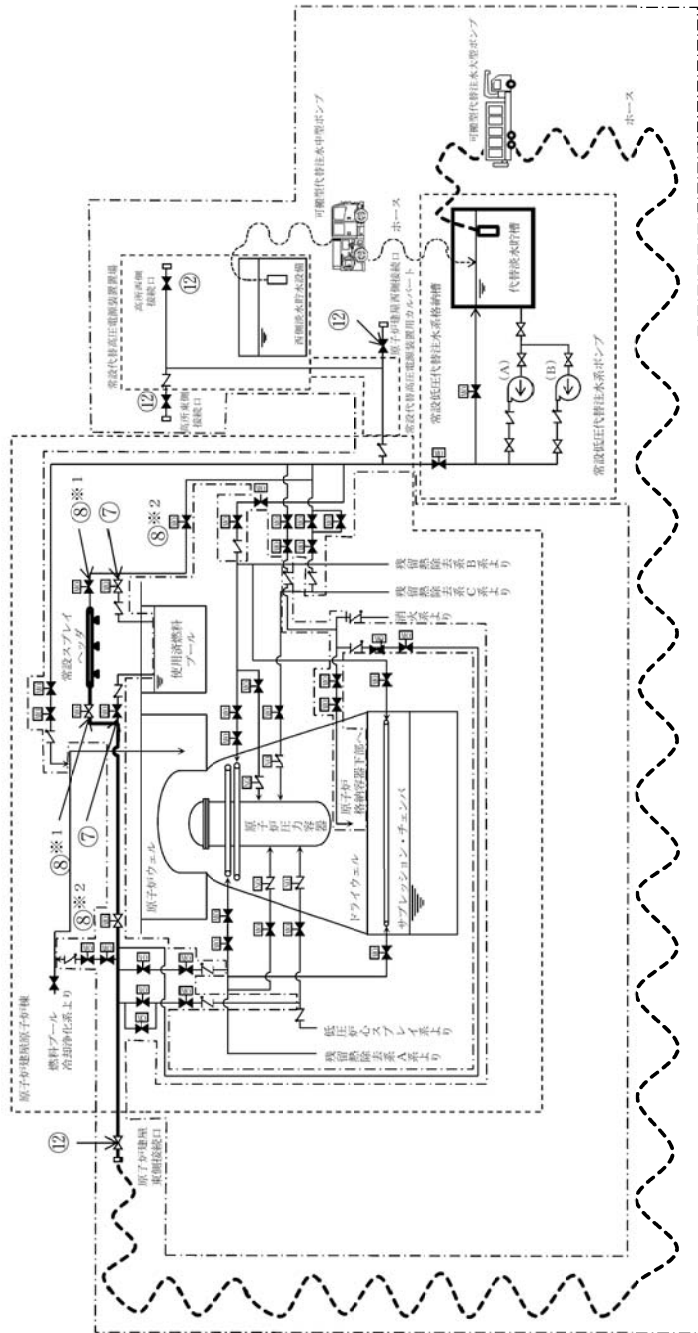 可搬型代替注水大型ポンプ
ホース
可搬型代替注水中型ポンプ
ホース
常設代替高圧電源装置置場
高所西側
接続口
⑫
西側淡水貯水設備
⑫
高所東側
接続口
⑫
原子炉建屋西側接続口
常設代替高圧電源装置用カルバート
常設低圧代替注水系格納槽
代替淡水貯槽
(A)
(B)
常設低圧代替注水系ポンプ
⑧※1
⑦
⑧※2
常設スプレイ
ヘッダ
使用済燃料
プール
残留熱除去系B系より
残留熱除去系C系より
消火系より
⑧※1
⑦
⑧※2
原子炉ウェル
原子炉圧力容器
原子炉
格納容器下部へ
ドライウェル
サプレッション・チェンバ
原子炉建屋原子炉棟
燃料プール
冷却浄化系より
低圧炉心スプレイ系より
残留熱除去系A系より
⑫
原子炉建屋
東側接続口